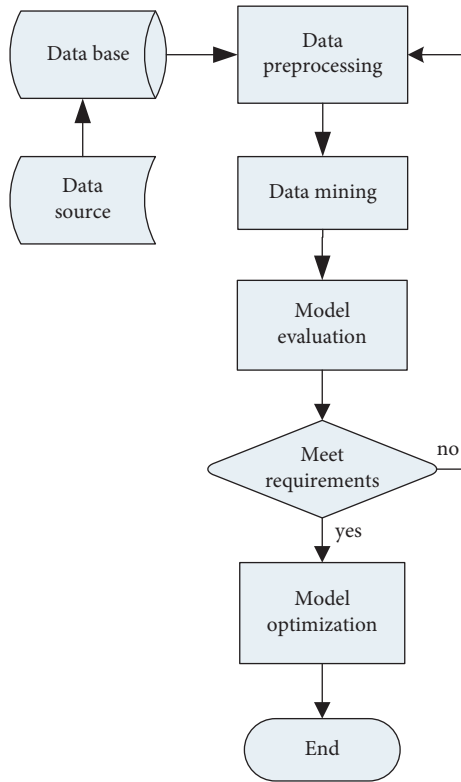 Data base
Data
preprocessing
Data
source
Data mining
Model
evaluation
Meet
requirements
no
yes
Model
optimization
End